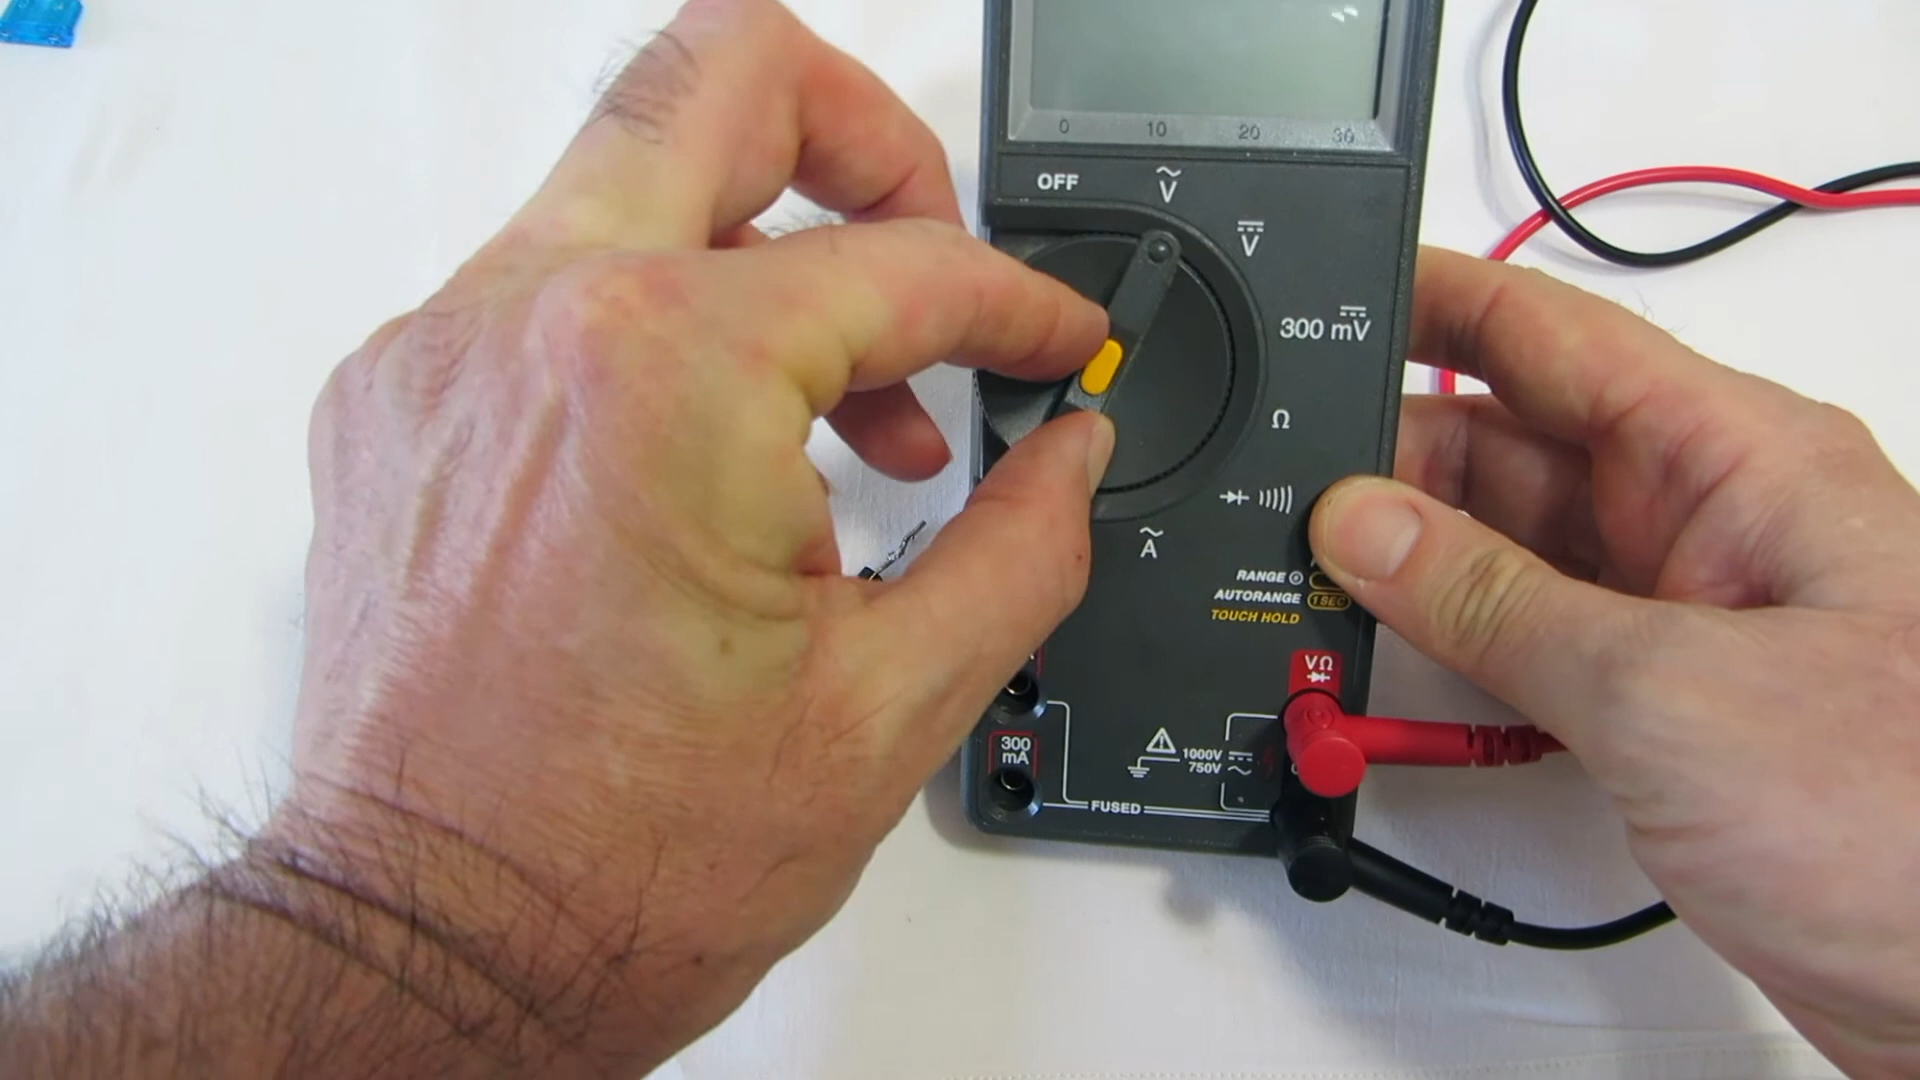 0 10 20 30
OFF
V
V
300 mV
Ω
A
RANGE
AUTORANGE 1 SEC
TOUCH HOLD
VΩ
300
mA
1000V
750V
FUSED